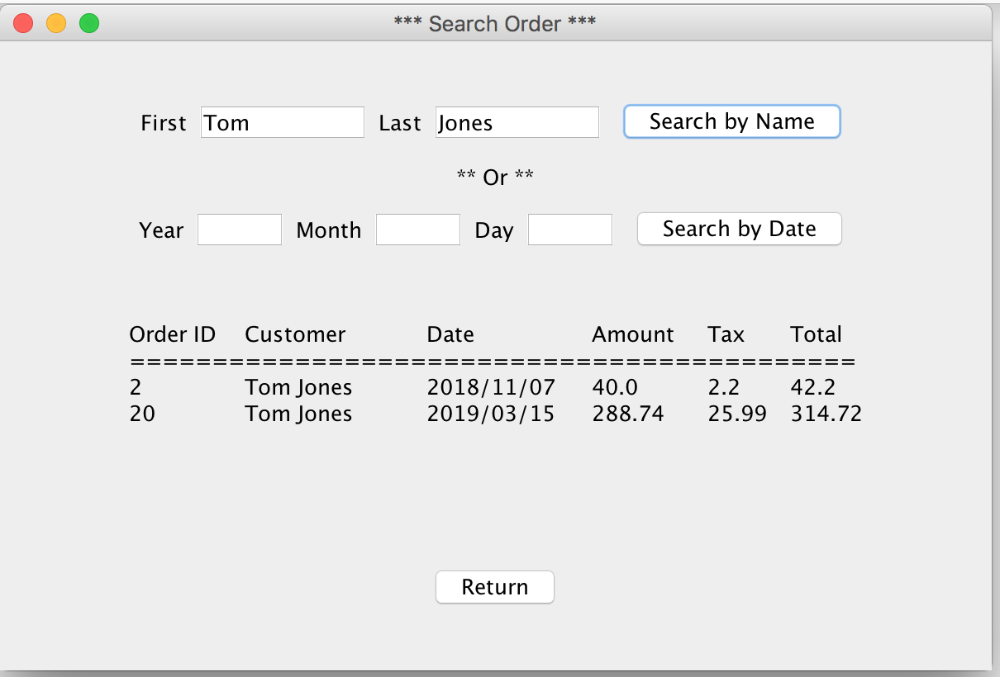 *** Search Order ***
First Tom Last Jones Search by Name
** Or **
Year Month Day Search by Date
Order ID Customer Date Amount Tax Total
============================================
2 Tom Jones 2018/11/07 40.0 2.2 42.2
20 Tom Jones 2019/03/15 288.74 25.99 314.72
Return